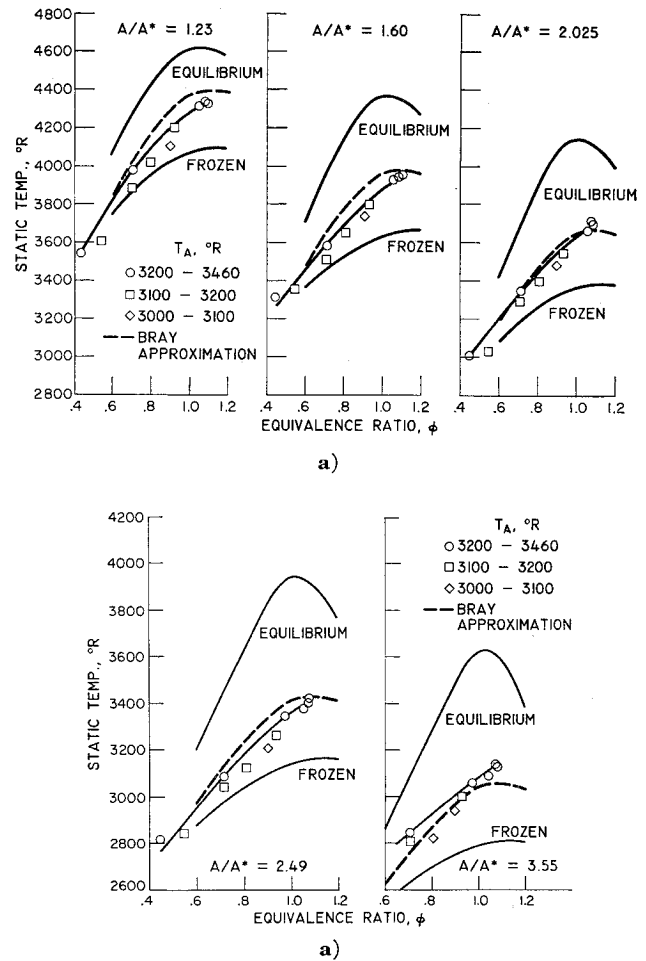 A/A* = 1.23
A/A* = 1.60
A/A* = 2.025
4800
4600
4400
4200
4000
3800
3600
3400
3200
3000
2800
STATIC TEMP., °R
EQUILIBRIUM
FROZEN
T_A, °R
○ 3200 – 3460
□ 3100 – 3200
◇ 3000 – 3100
BRAY
APPROXIMATION
EQUILIBRIUM
FROZEN
EQUILIBRIUM
FROZEN
.4 .6 .8 1.0 1.2
.4 .6 .8 1.0 1.2
.4 .6 .8 1.0 1.2
EQUIVALENCE RATIO, ϕ
a)
4200
4000
3800
3600
3400
3200
3000
2800
2600
STATIC TEMP., °R
EQUILIBRIUM
FROZEN
A/A* = 2.49
T_A, °R
○ 3200 – 3460
□ 3100 – 3200
◇ 3000 – 3100
BRAY
APPROXIMATION
EQUILIBRIUM
FROZEN
A/A* = 3.55
.4 .6 .8 1.0 1.2
.6 .8 1.0 1.2
EQUIVALENCE RATIO, ϕ
a)